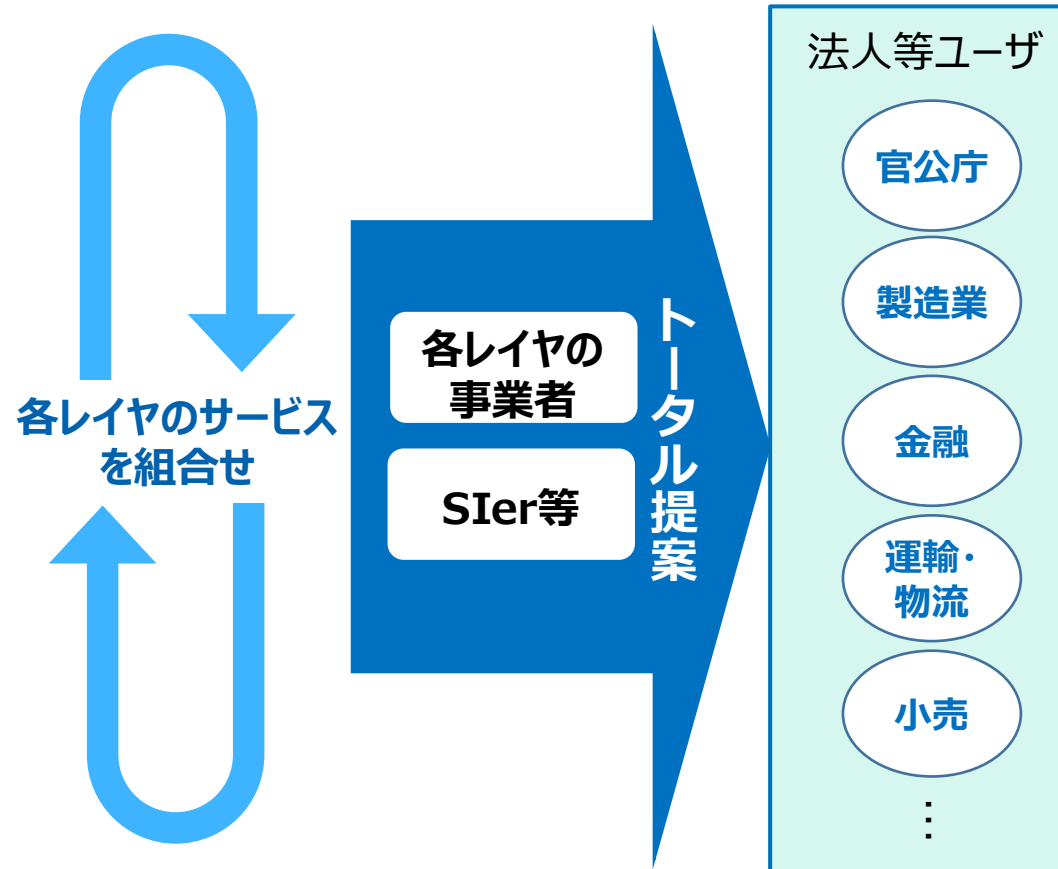 各レイヤのサービス
を組合せ
各レイヤの
事業者
SIer等
トータル提案
法人等ユーザ
官公庁
製造業
金融
運輸・
物流
小売
…